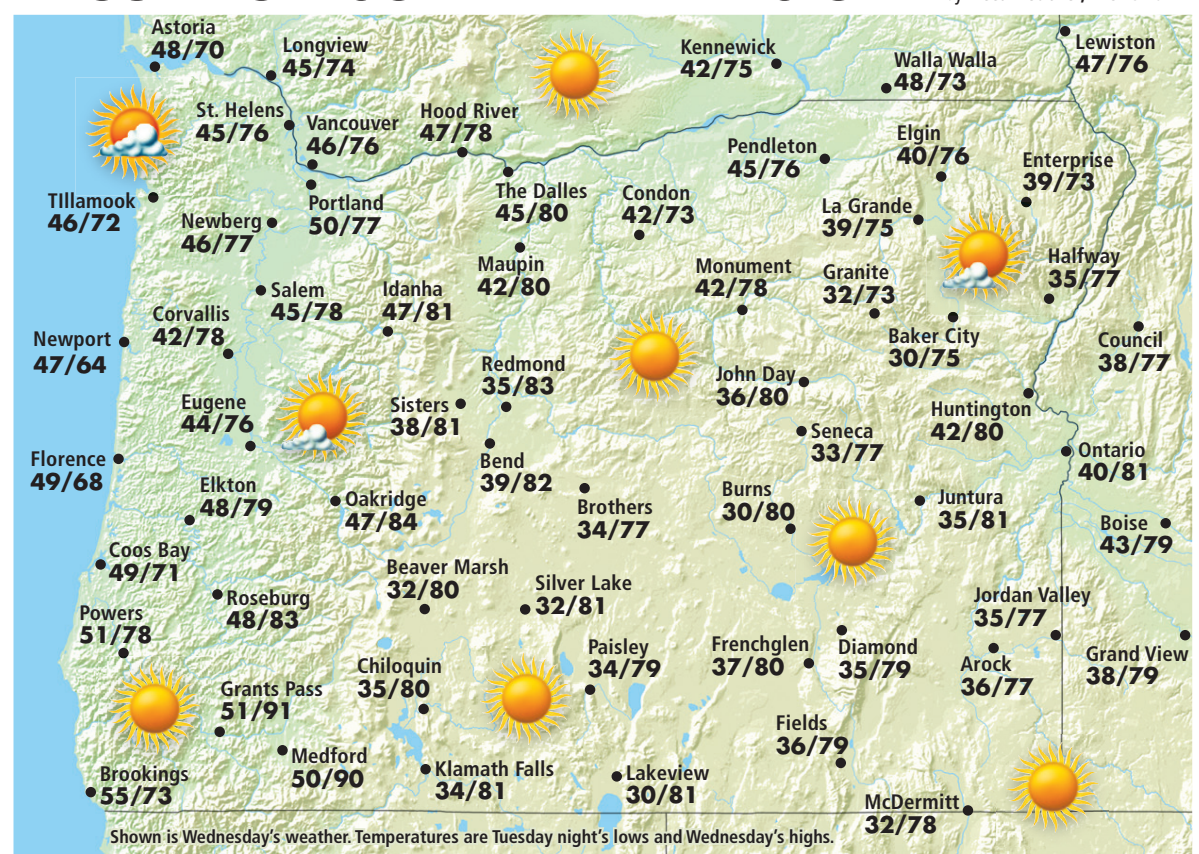 Astoria
48/70
Longview
45/74
Kennewick
42/75
Walla Walla
48/73
Lewiston
47/76
St. Helens
45/76
Vancouver
46/76
Hood River
47/78
Pendleton
45/76
Elgin
40/76
Enterprise
39/73
TIllamook
46/72
Newberg
46/77
Portland
50/77
The Dalles
45/80
Condon
42/73
La Grande
39/75
Maupin
42/80
Monument
42/78
Granite
32/73
Halfway
35/77
Salem
45/78
Idanha
47/81
Corvallis
42/78
Newport
47/64
Baker City
30/75
Council
38/77
Redmond
35/83
John Day
36/80
Eugene
44/76
Sisters
38/81
Huntington
42/80
Seneca
33/77
Ontario
40/81
Florence
49/68
Bend
39/82
Elkton
48/79
Oakridge
47/84
Brothers
34/77
Burns
30/80
Juntura
35/81
Boise
43/79
Coos Bay
49/71
Beaver Marsh
32/80
Silver Lake
32/81
Roseburg
48/83
Jordan Valley
35/77
Powers
51/78
Paisley
34/79
Frenchglen
37/80
Diamond
35/79
Arock
36/77
Grand View
38/79
Chiloquin
35/80
Grants Pass
51/91
Fields
36/79
Medford
50/90
Klamath Falls
34/81
Lakeview
30/81
Brookings
55/73
McDermitt
32/78
Shown is Wednesday's weather. Temperatures are Tuesday night's lows and Wednesday's highs.